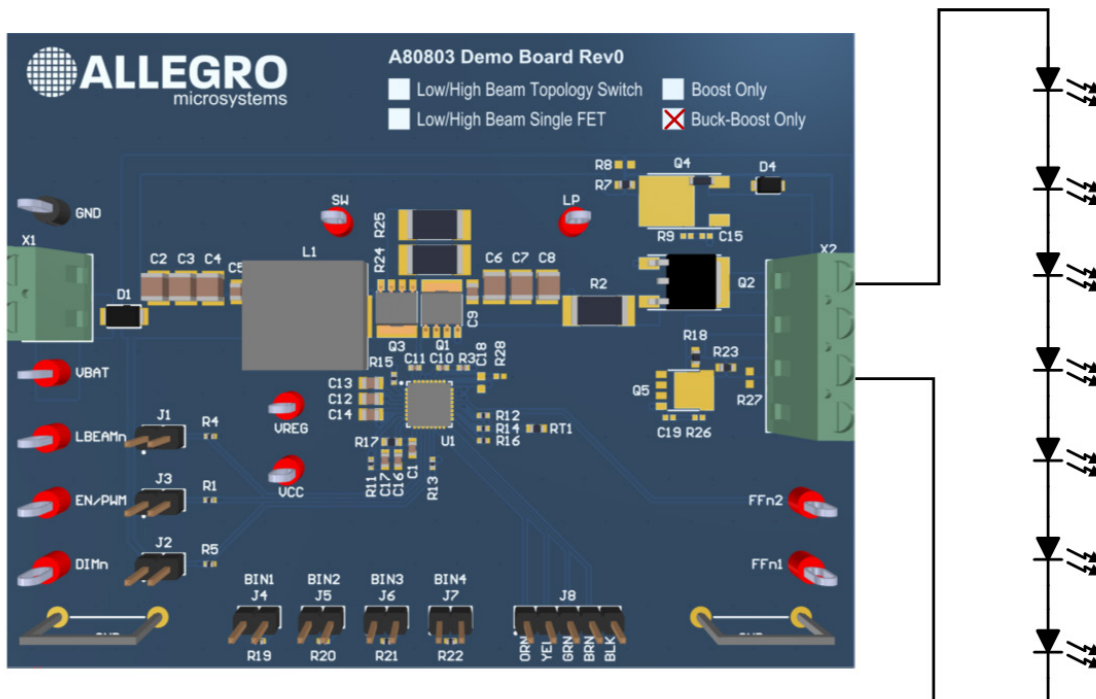 ALLEGRO
microsystems
A80803 Demo Board Rev0
Low/High Beam Topology Switch
Boost Only
Low/High Beam Single FET
Buck-Boost Only
R8
Q4
D4
R7
GND
SW
LP
R25
R9
C15
X1
X2
L1
C2
C3
C4
C5
R24
C6
C7
C8
R2
Q2
D1
C9
Q3
Q1
R18
R15
C11
C10
R3
C18
R28
R23
VBAT
C13
C12
C14
Q5
R27
J1
R4
VREG
U1
R12
R14
R16
RT1
C19
R26
LBEAMn
R17
C1
R11
C17
C16
R13
J3
R1
VCC
EN/PWM
FFn2
J2
R5
DIMn
FFn1
BIN1
BIN2
BIN3
BIN4
J4
J5
J6
J7
J8
R19
R20
R21
R22
ORN
YEL
GRN
BRN
BLK